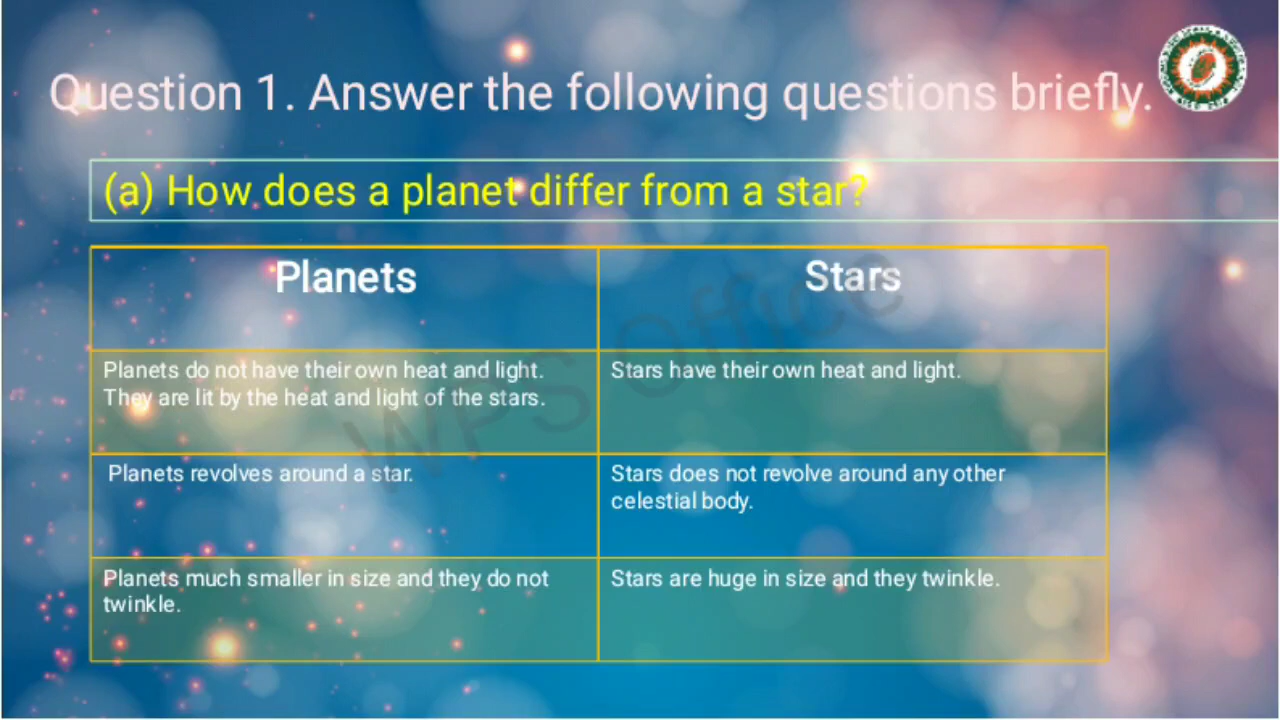 Question 1. Answer the following questions briefly.
(a) How does a planet differ from a star?
Planets
Stars
Planets do not have their own heat and light.
They are lit by the heat and light of the stars.
Stars have their own heat and light.
Planets revolves around a star.
Stars does not revolve around any other
celestial body.
Planets much smaller in size and they do not
twinkle.
Stars are huge in size and they twinkle.
WPS Office